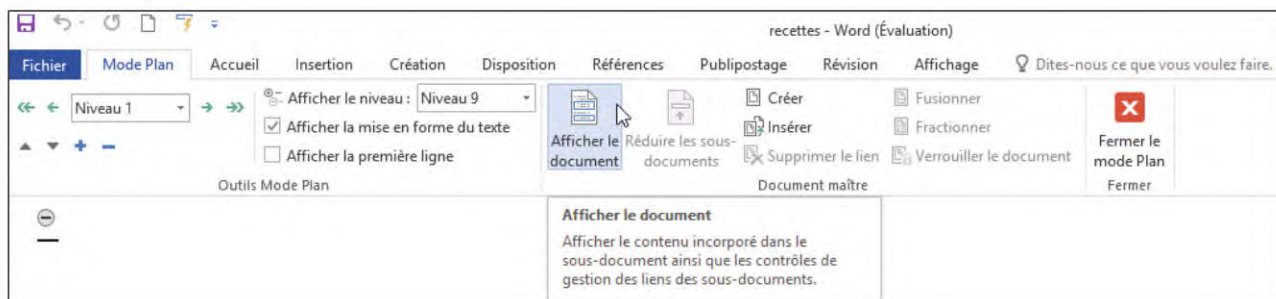 recettes - Word (Évaluation)
Fichier Mode Plan Accueil Insertion Création Disposition Références Publipostage Révision Affichage Dites-nous ce que vous voulez faire.
Niveau 1
Afficher le niveau : Niveau 9
Afficher la mise en forme du texte
Afficher la première ligne
Outils Mode Plan
Afficher le
document
Réduire les sous-
documents
Créer
Insérer
Supprimer le lien
Fusionner
Fractionner
Verrouiller le document
Document maître
Fermer le
mode Plan
Fermer
Afficher le document
Afficher le contenu incorporé dans le
sous-document ainsi que les contrôles de
gestion des liens des sous-documents.